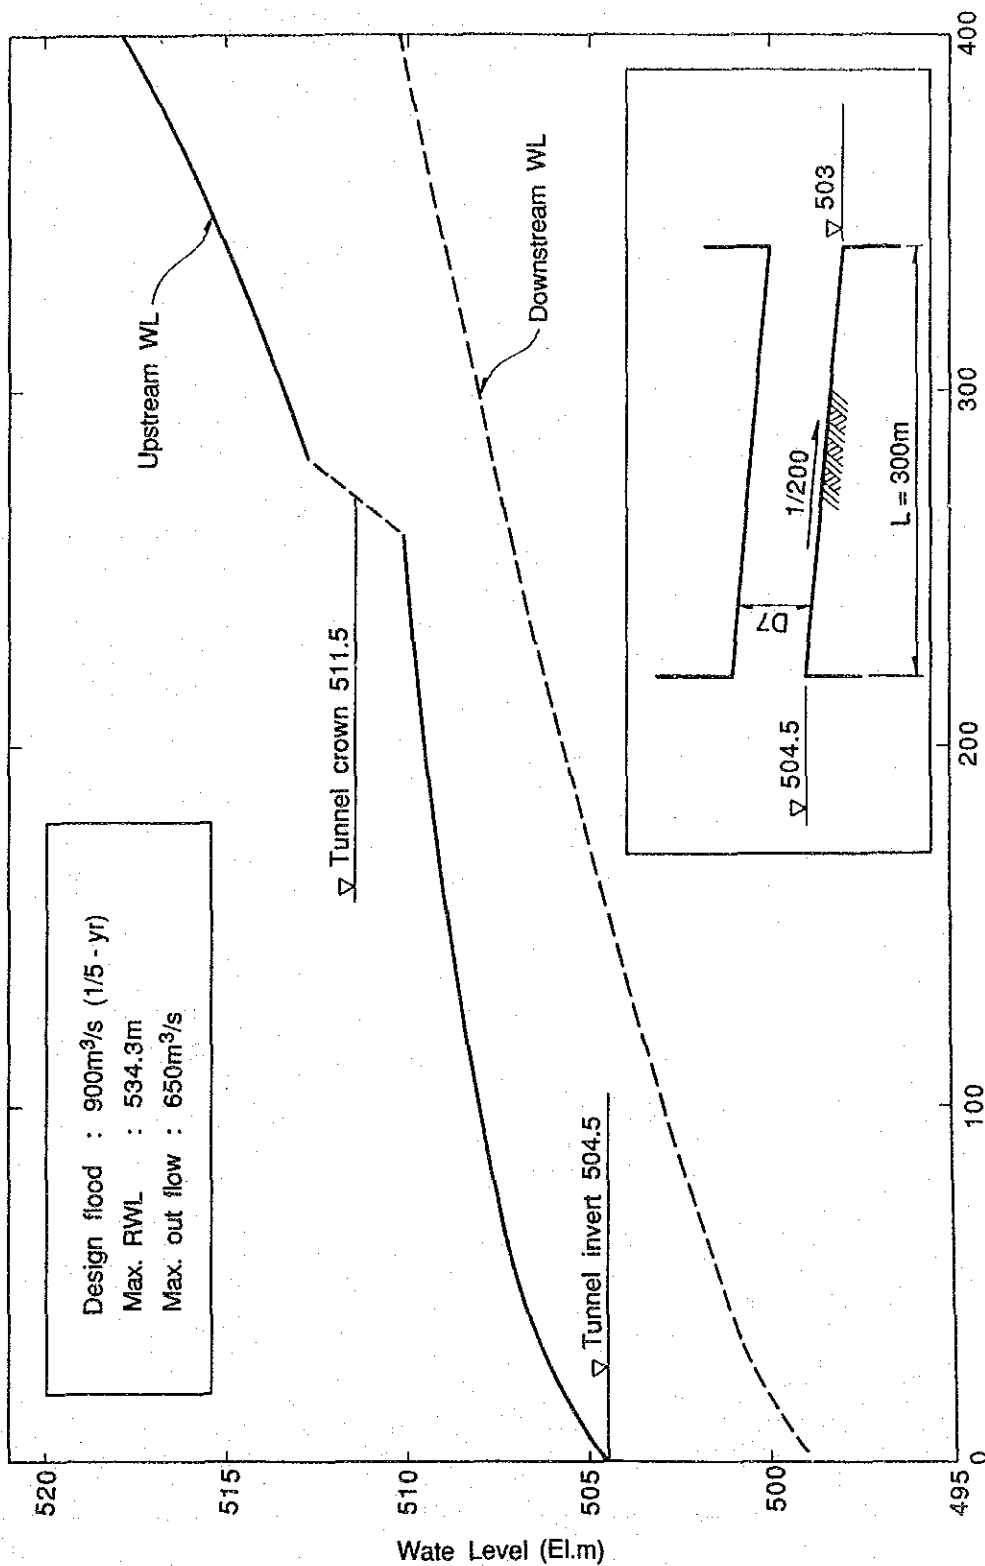 Design flood : 900m³/s (1/5 - yr)
Max. RWL : 534.3m
Max. out flow : 650m³/s
Upstream WL
▽ Tunnel crown 511.5
Downstream WL
▽ Tunnel invert 504.5
▽ 504.5
D7
1/200
▽ 503
L = 300m
Wate Level (El.m)
520
515
510
505
500
495
0
100
200
300
400